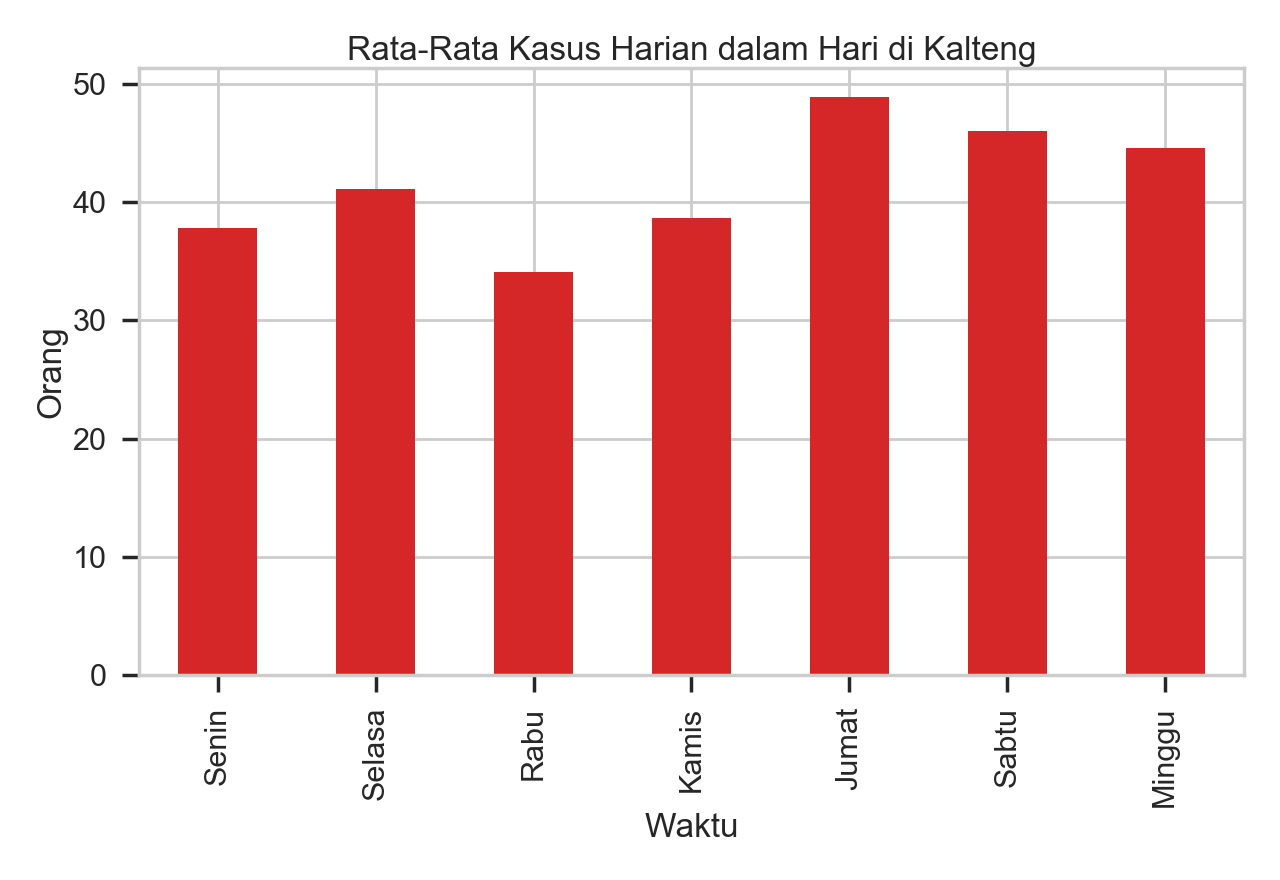 Rata-Rata Kasus Harian dalam Hari di Kalteng
50
40
30
20
10
0
Orang
Senin
Selasa
Rabu
Kamis
Jumat
Sabtu
Minggu
Waktu